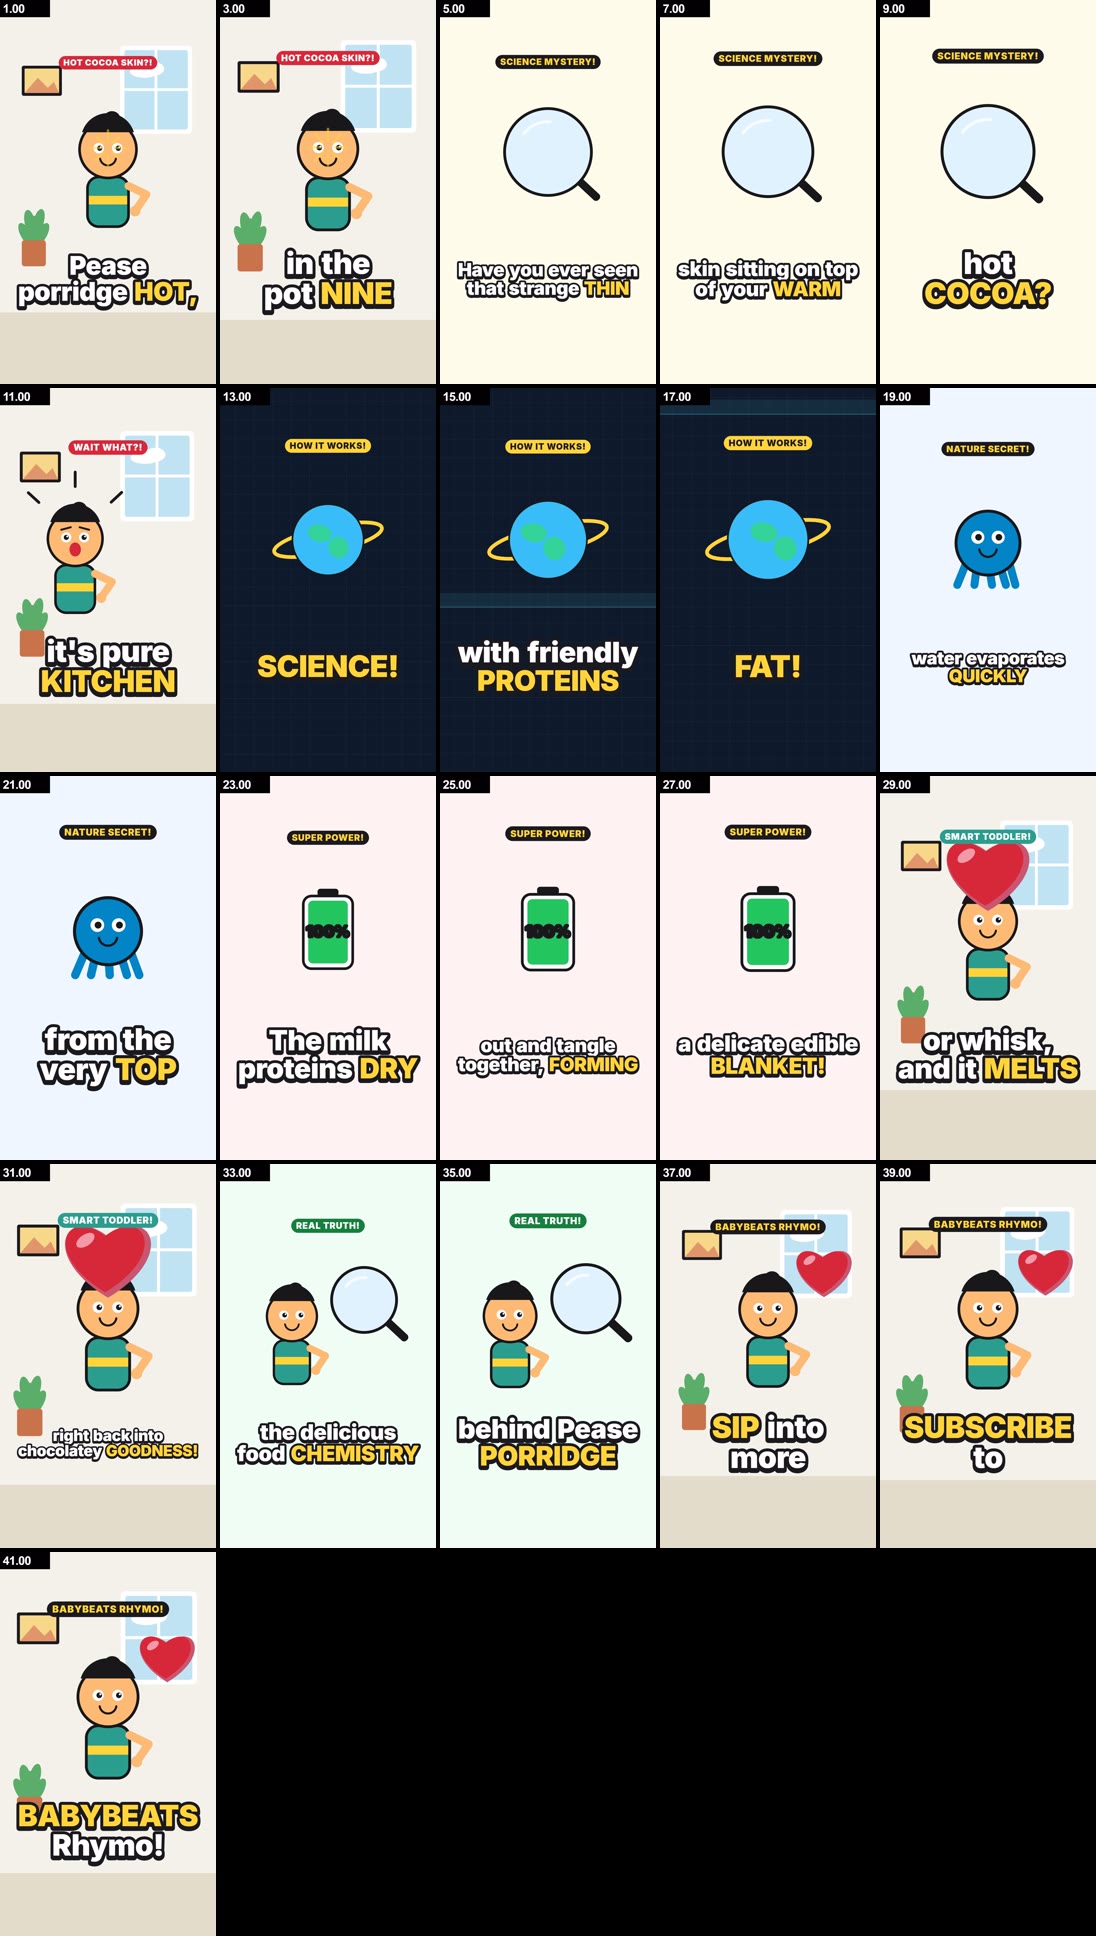 1.00
HOT COCOA SKIN?!
Pease
porridge HOT,
3.00
HOT COCOA SKIN?!
in the
pot NINE
5.00
SCIENCE MYSTERY!
Have you ever seen
that strange THIN
7.00
SCIENCE MYSTERY!
skin sitting on top
of your WARM
9.00
SCIENCE MYSTERY!
hot
COCOA?
11.00
WAIT WHAT?!
it's pure
KITCHEN
13.00
HOW IT WORKS!
SCIENCE!
15.00
HOW IT WORKS!
with friendly
PROTEINS
17.00
HOW IT WORKS!
FAT!
19.00
NATURE SECRET!
water evaporates
QUICKLY
21.00
NATURE SECRET!
from the
very TOP
23.00
SUPER POWER!
100%
The milk
proteins DRY
25.00
SUPER POWER!
100%
out and tangle
together, FORMING
27.00
SUPER POWER!
100%
a delicate edible
BLANKET!
29.00
SMART TODDLER!
or whisk,
and it MELTS
31.00
SMART TODDLER!
right back into
chocolatey GOODNESS!
33.00
REAL TRUTH!
the delicious
food CHEMISTRY
35.00
REAL TRUTH!
behind Pease
PORRIDGE
37.00
BABYBEATS RHYMO!
SIP into
more
39.00
BABYBEATS RHYMO!
SUBSCRIBE
to
41.00
BABYBEATS RHYMO!
BABYBEATS
Rhymo!